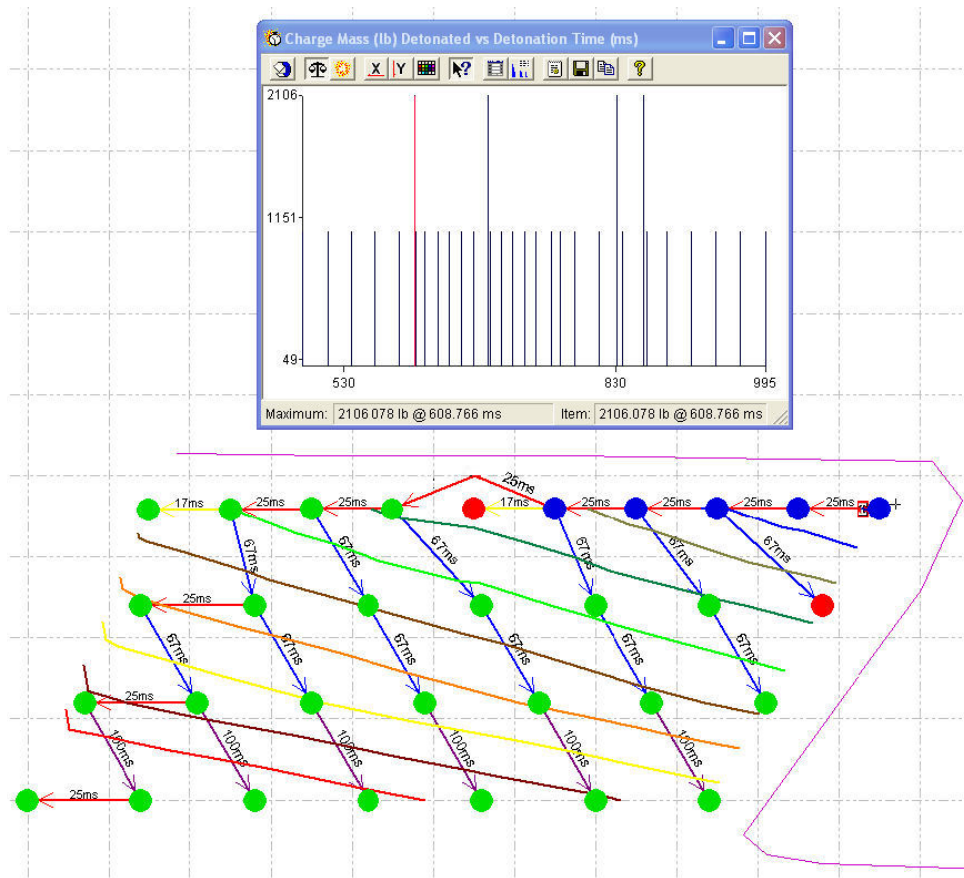 Charge Mass (lb) Detonated vs Detonation Time (ms)
X Y ? ?
2106
1151
49
530 830 995
Maximum: 2106.078 lb @ 608.766 ms Item: 2106.078 lb @ 608.766 ms
25ms
17ms 25ms 25ms 17ms 25ms 25ms 25ms 25ms
67ms 67ms 67ms 67ms 67ms 67ms
25ms
67ms 67ms 67ms 67ms 67ms 67ms
25ms
100ms 100ms 100ms 100ms 100ms 100ms
25ms